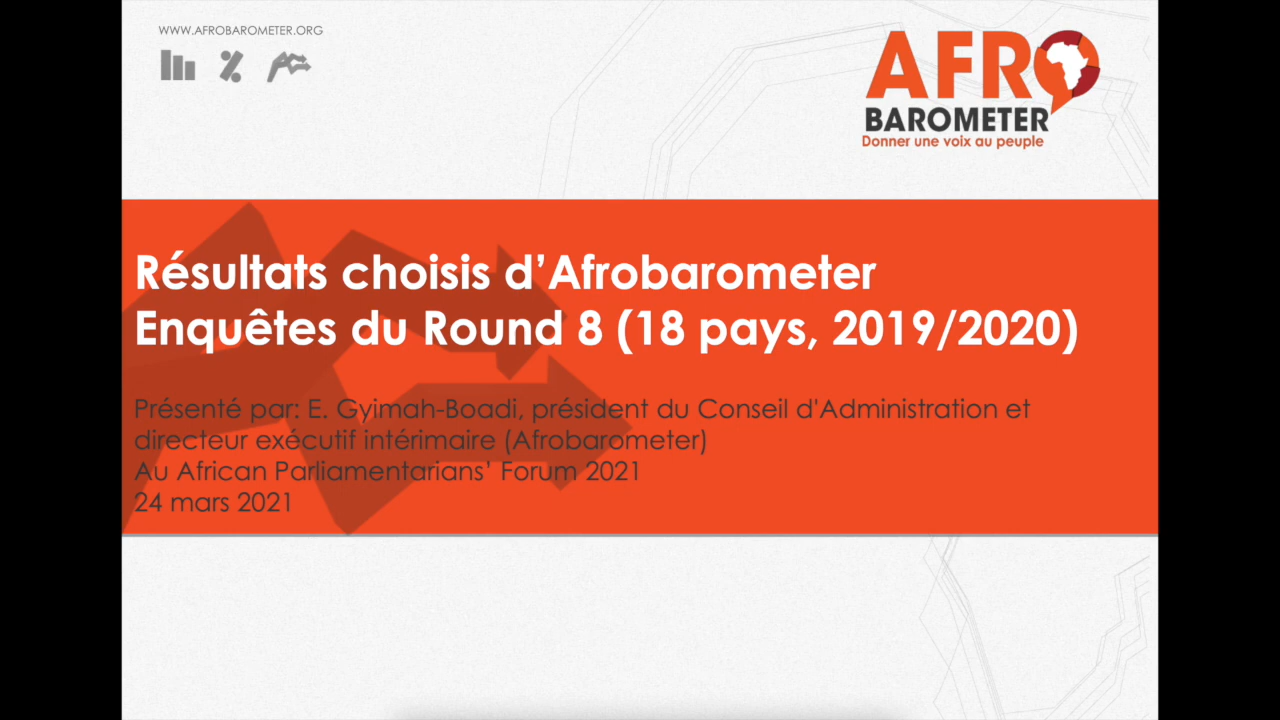 WWW.AFROBAROMETER.ORG
AFRO
BAROMETER
Donner une voix au peuple
Résultats choisis d’Afrobarometer
Enquêtes du Round 8 (18 pays, 2019/2020)
Présenté par: E. Gyimah-Boadi, président du Conseil d'Administration et
directeur exécutif intérimaire (Afrobarometer)
Au African Parliamentarians’ Forum 2021
24 mars 2021